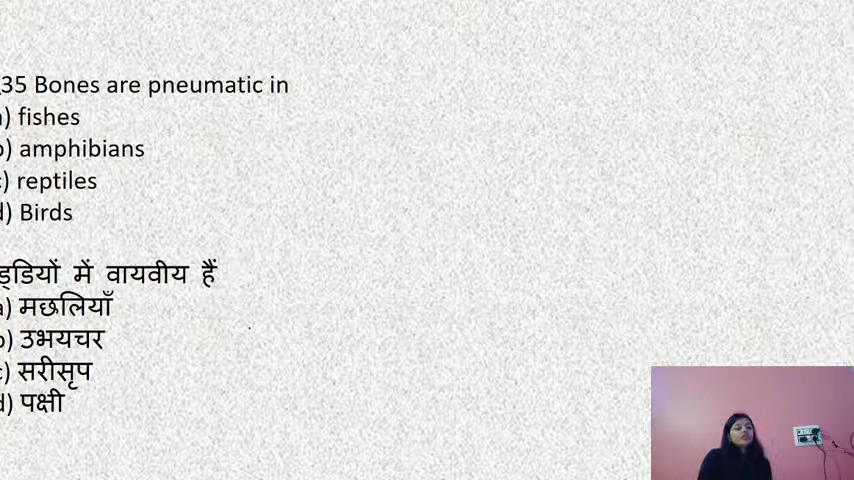 35 Bones are pneumatic in
) fishes
) amphibians
) reptiles
) Birds
में वायवीय हैं
) मछलियाँ
) उभयचर
) सरीसृप
) पक्षी